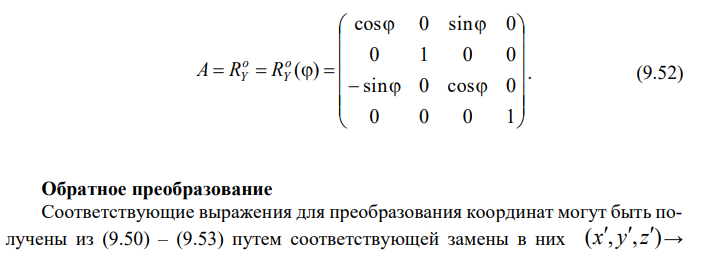 cosφ 0 sinφ 0
0 1 0 0
A = R_Y^o = R_Y^o(φ) = . (9.52)
− sinφ 0 cosφ 0
0 0 0 1
Обратное преобразование
Соответствующие выражения для преобразования координат могут быть по-
лучены из (9.50) – (9.53) путем соответствующей замены в них (x′, y′, z′)→